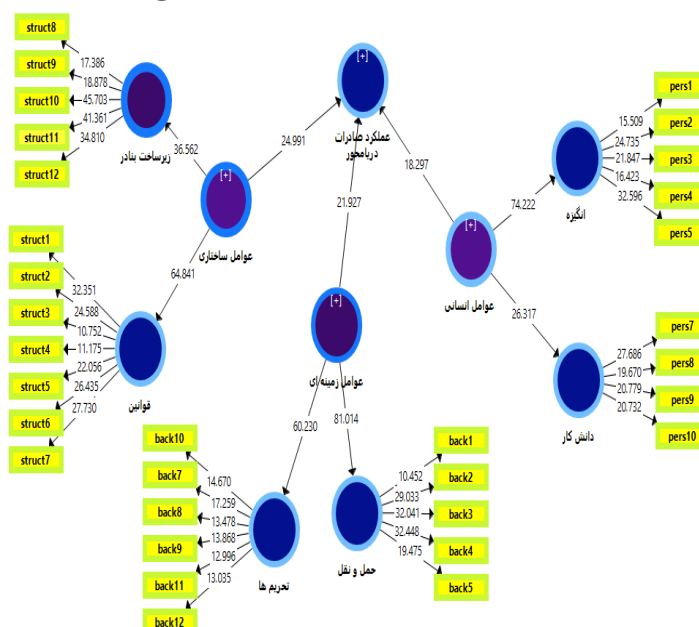 struct8
struct9
struct10
struct11
struct12
17.386
18.878
45.703
41.361
34.810
زیرساخت بنادر
36.562
[+]
عوامل ساختاری
24.991
[+]
عملکرد صادرات
دریامحور
18.297
21.927
[+]
عوامل انسانی
74.222
26.317
انگیزه
15.509
24.735
21.847
16.423
32.596
pers1
pers2
pers3
pers4
pers5
64.841
struct1
struct2
struct3
struct4
struct5
struct6
struct7
32.351
24.588
10.752
11.175
22.056
26.435
27.730
قوانین
[+]
عوامل زمینه ای
60.230
81.014
دانش کار
27.686
19.670
20.779
20.732
pers7
pers8
pers9
pers10
back10
back7
back8
back9
back11
back12
14.670
17.259
13.478
13.868
12.996
13.035
تحریم ها
حمل و نقل
10.452
29.033
32.041
32.448
19.475
back1
back2
back3
back4
back5